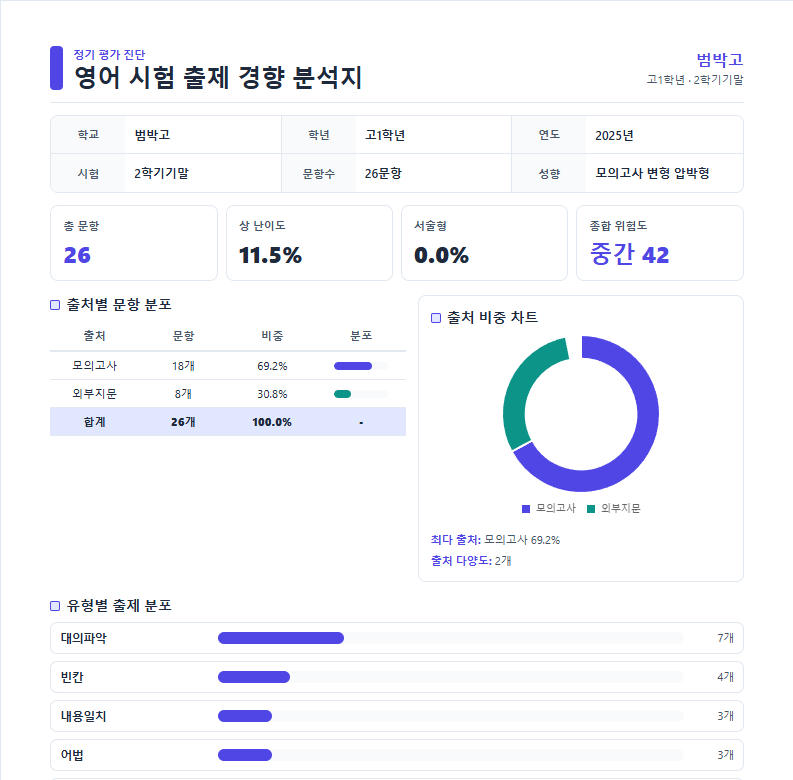 정기 평가 진단
영어 시험 출제 경향 분석지
범박고
고1학년 · 2학기기말
학교 범박고 학년 고1학년 연도 2025년
시험 2학기기말 문항수 26문항 성향 모의고사 변형 압박형
총 문항 상 난이도 서술형 종합 위험도
26 11.5% 0.0% 중간 42
출처별 문항 분포
출처 문항 비중 분포
모의고사 18개 69.2%
외부지문 8개 30.8%
합계 26개 100.0% -
출처 비중 차트
모의고사 외부지문
최다 출처: 모의고사 69.2%
출처 다양도: 2개
유형별 출제 분포
대의파악 7개
빈칸 4개
내용일치 3개
어법 3개